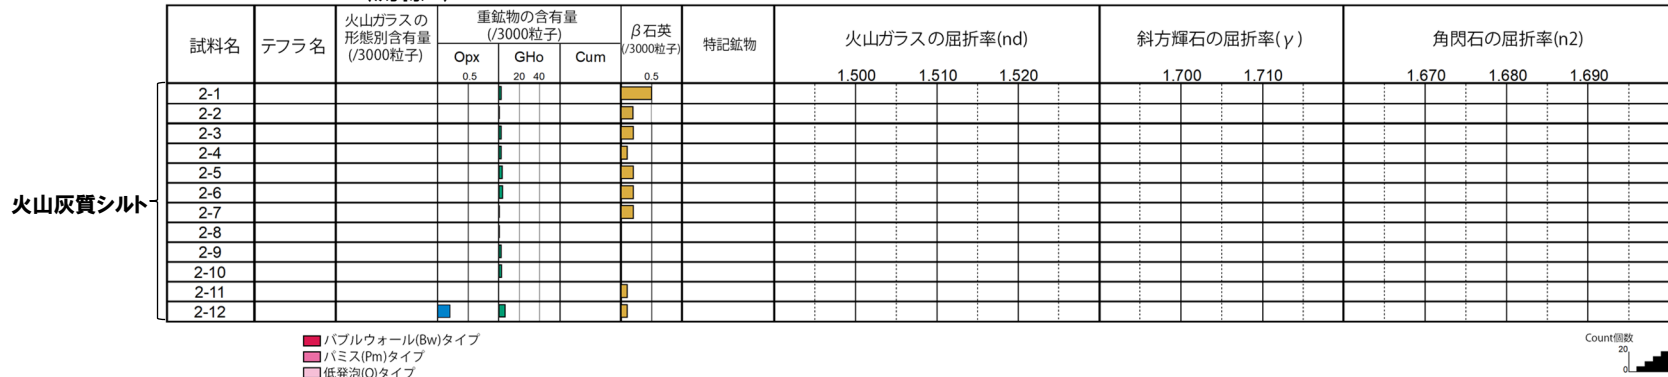 試料名 テフラ名 火山ガラスの形態別含有量(/3000粒子) 重鉱物の含有量(/3000粒子) β石英(/3000粒子) 特記鉱物 火山ガラスの屈折率(nd) 斜方輝石の屈折率(γ) 角閃石の屈折率(n2)
Opx GHo Cum
0.5 20 40 0.5 1.500 1.510 1.520 1.700 1.710 1.670 1.680 1.690
2-1
2-2
2-3
2-4
2-5
2-6
火山灰質シルト
2-7
2-8
2-9
2-10
2-11
2-12
バブルウォール(Bw)タイプ
パミス(Pm)タイプ
低発泡(O)タイプ
Count個数
20
0